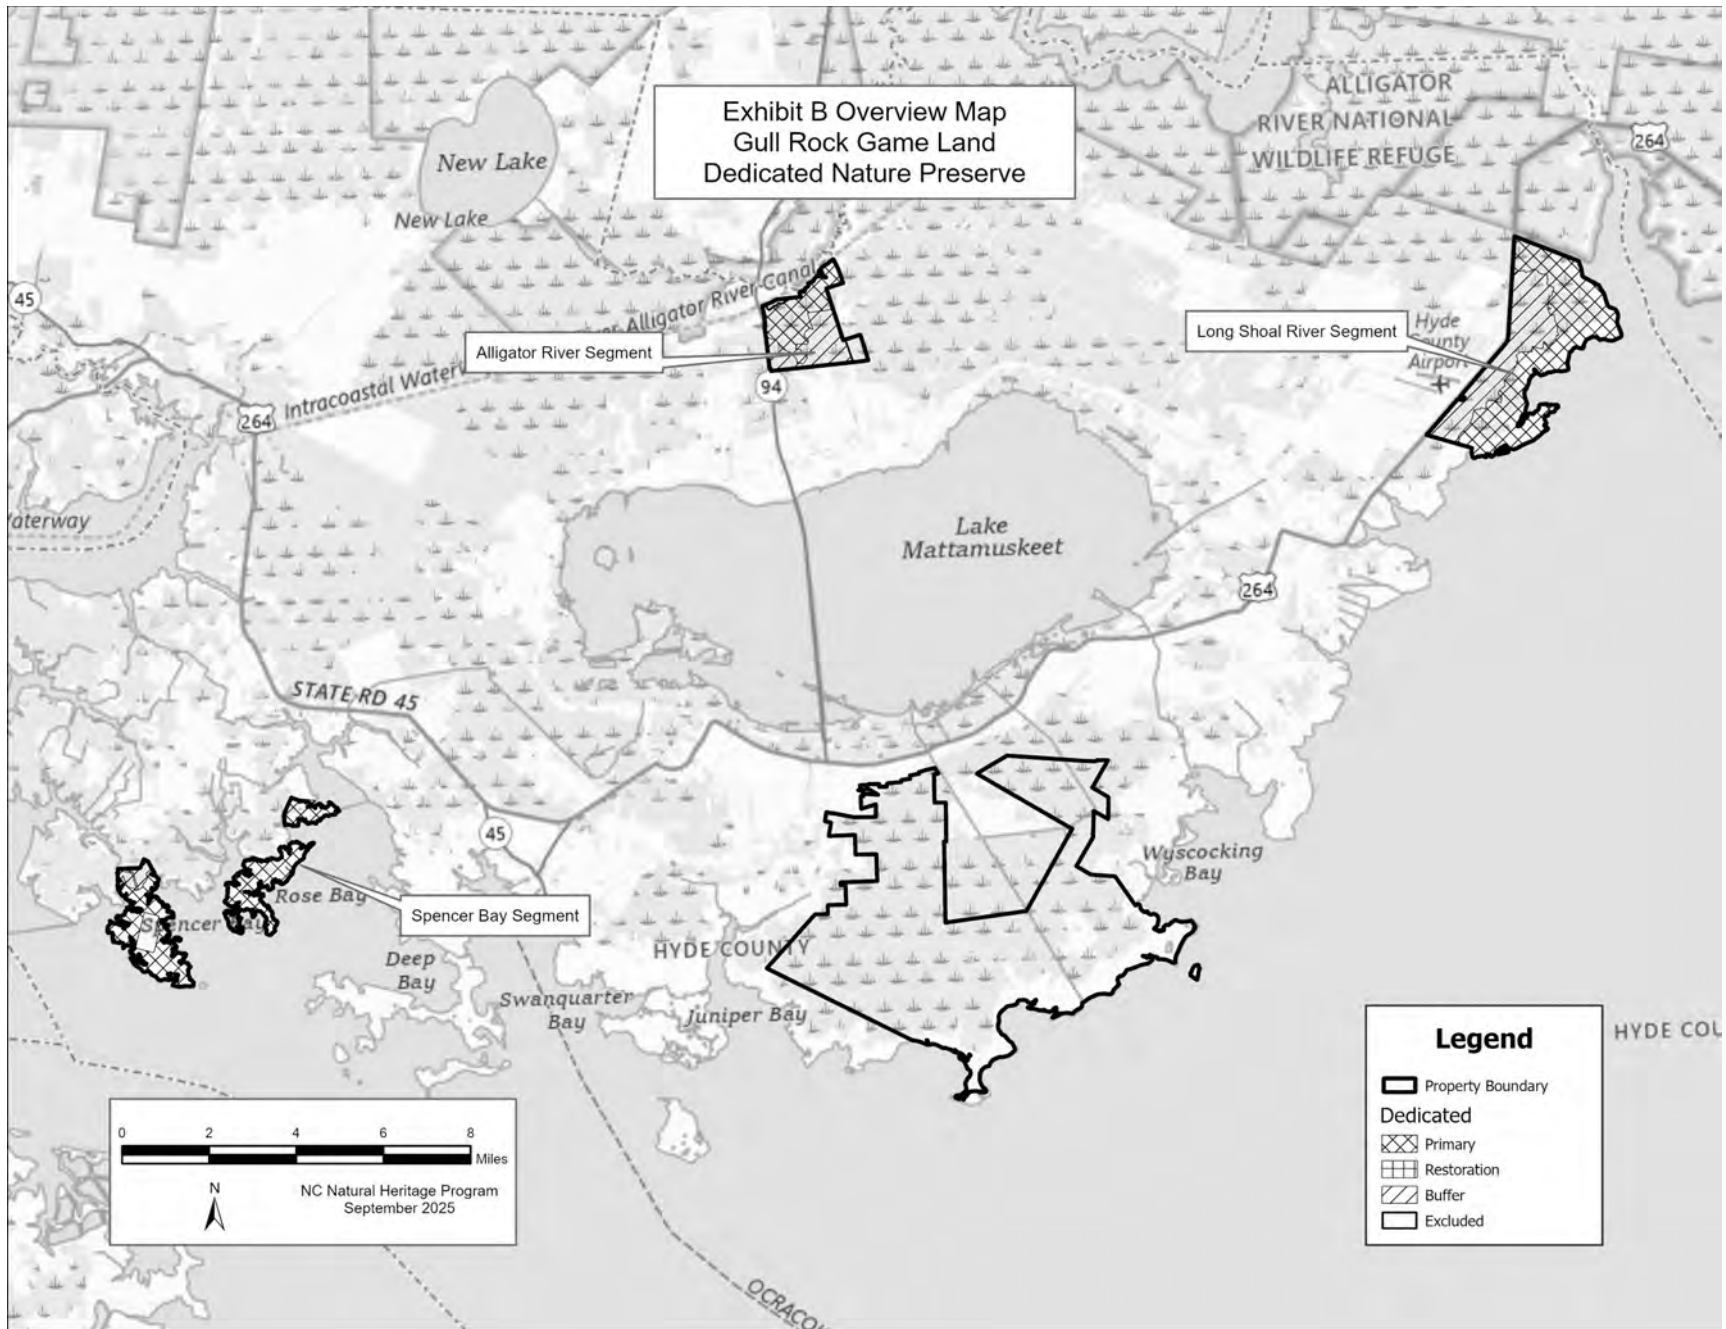 Exhibit B Overview Map
Gull Rock Game Land
Dedicated Nature Preserve
ALLIGATOR
RIVER NATIONAL
WILDLIFE REFUGE
264
New Lake
New Lake
45
Alligator River Canal
Intracoastal Waterw
Alligator River Segment
Long Shoal River Segment
Hyde
County
Airport
94
264
Waterway
Lake
Mattamuskeet
264
STATE RD 45
45
Wyscocking
Bay
Rose Bay
Spencer Bay
Spencer Bay Segment
HYDE COUNTY
Deep
Bay
Swanquarter
Bay
Juniper Bay
HYDE COU
Legend
Property Boundary
Dedicated
Primary
Restoration
Buffer
Excluded
0 2 4 6 8
Miles
N
NC Natural Heritage Program
September 2025
OCRACO